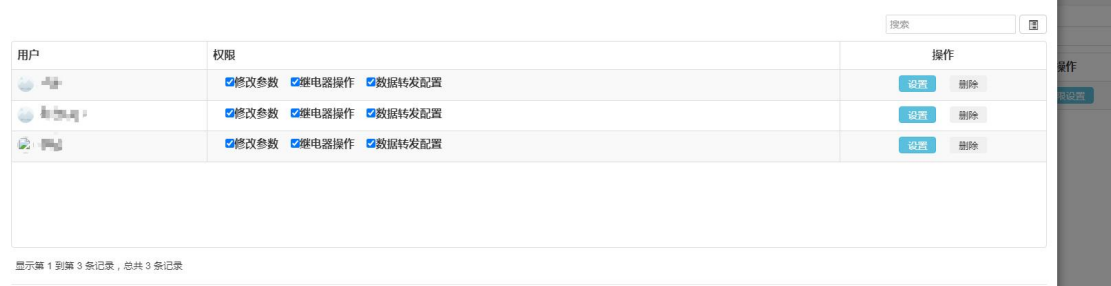 搜索
用户 权限 操作
修改参数 继电器操作 数据转发配置 设置 删除
修改参数 继电器操作 数据转发配置 设置 删除
修改参数 继电器操作 数据转发配置 设置 删除
显示第 1 到第 3 条记录，总共 3 条记录
操作
限设置